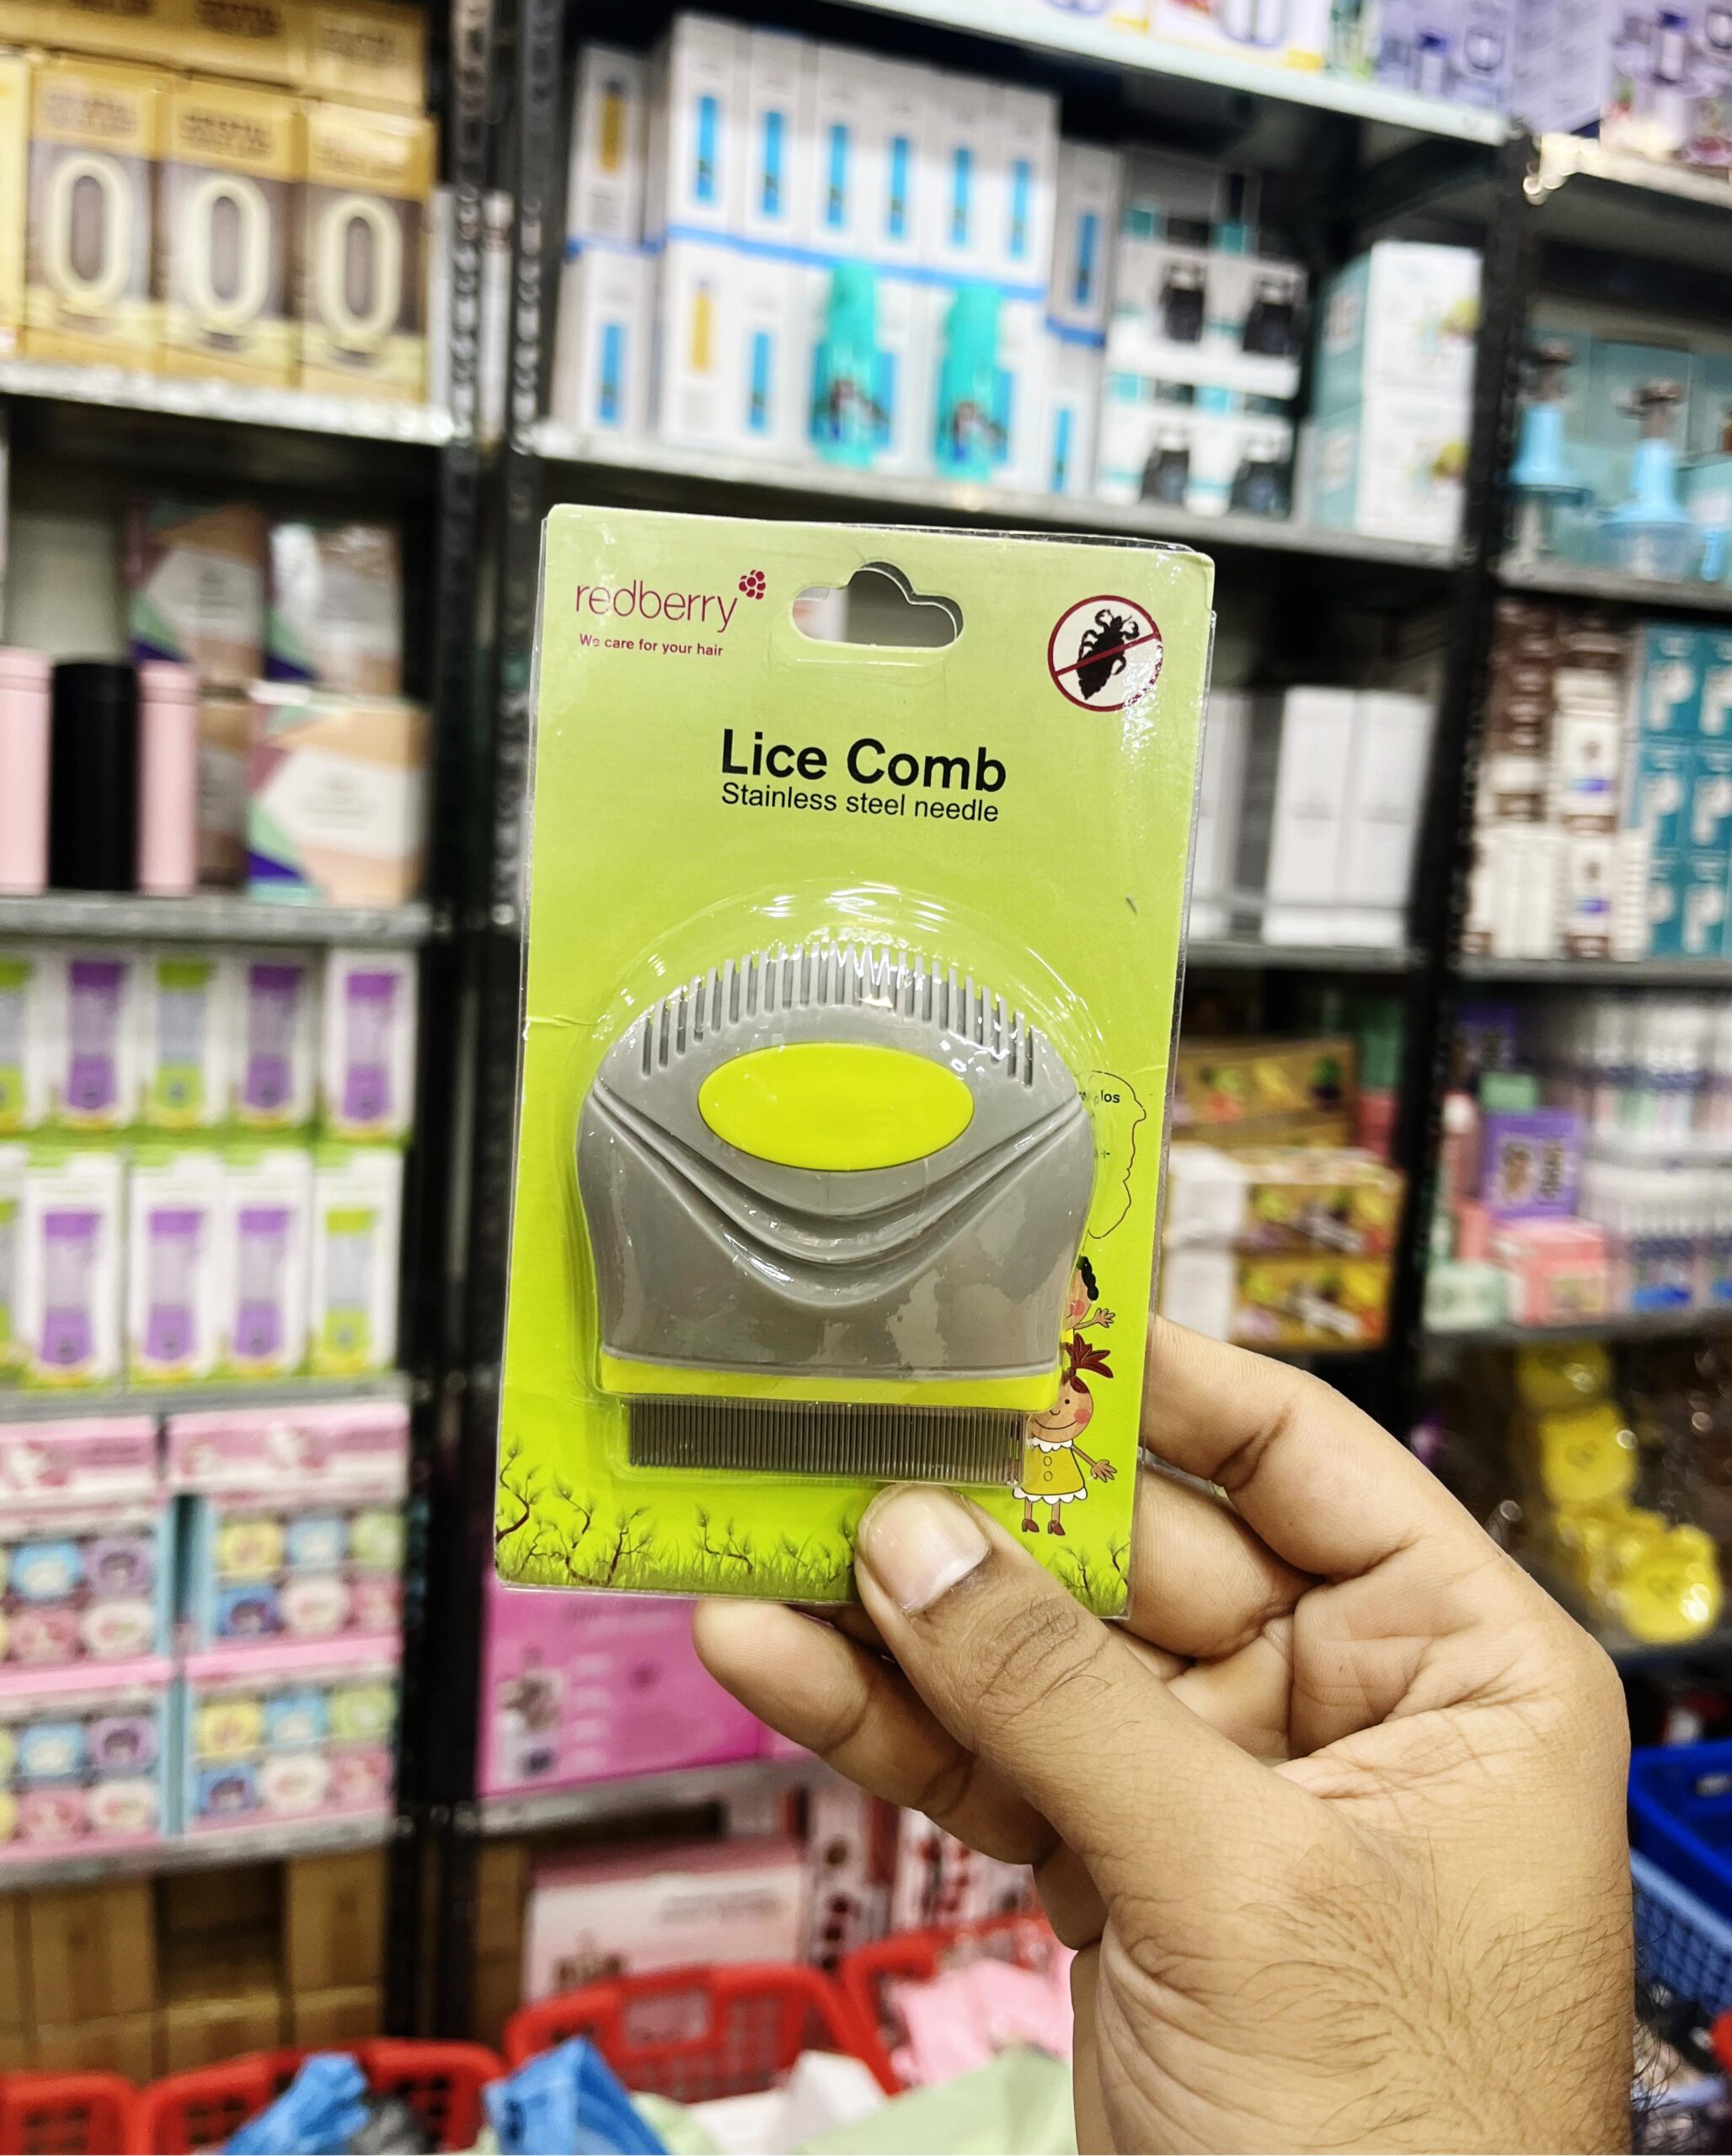 redberry
We care for your hair
Lice Comb
Stainless steel needle